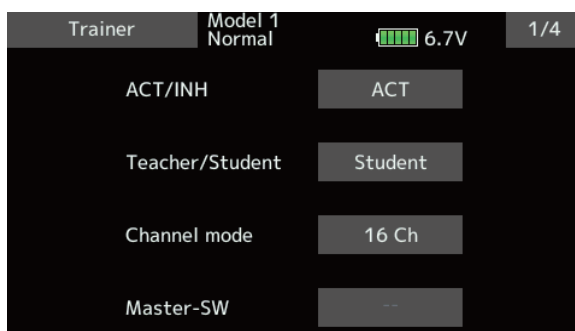 Trainer
Model 1
Normal
6.7V
1/4
ACT/INH ACT
Teacher/Student Student
Channel mode 16 Ch
Master-SW --